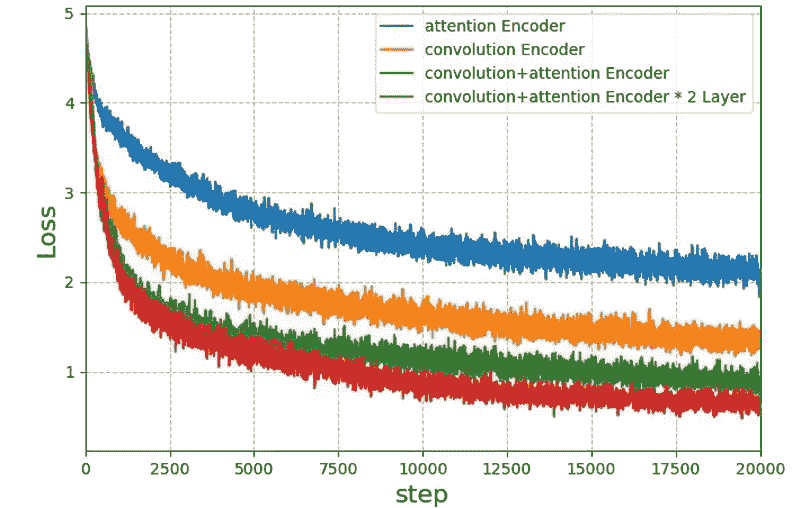 5
4
3
2
1
Loss
attention Encoder
convolution Encoder
convolution+attention Encoder
convolution+attention Encoder * 2 Layer
0 2500 5000 7500 10000 12500 15000 17500 20000
step